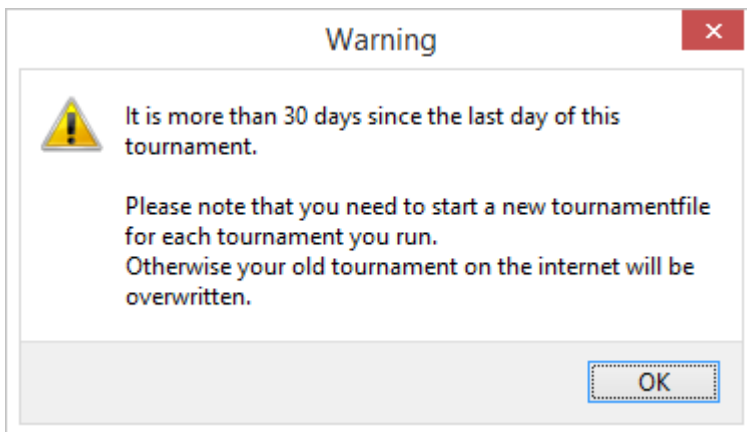 Warning
It is more than 30 days since the last day of this
tournament.
Please note that you need to start a new tournamentfile
for each tournament you run.
Otherwise your old tournament on the internet will be
overwritten.
OK